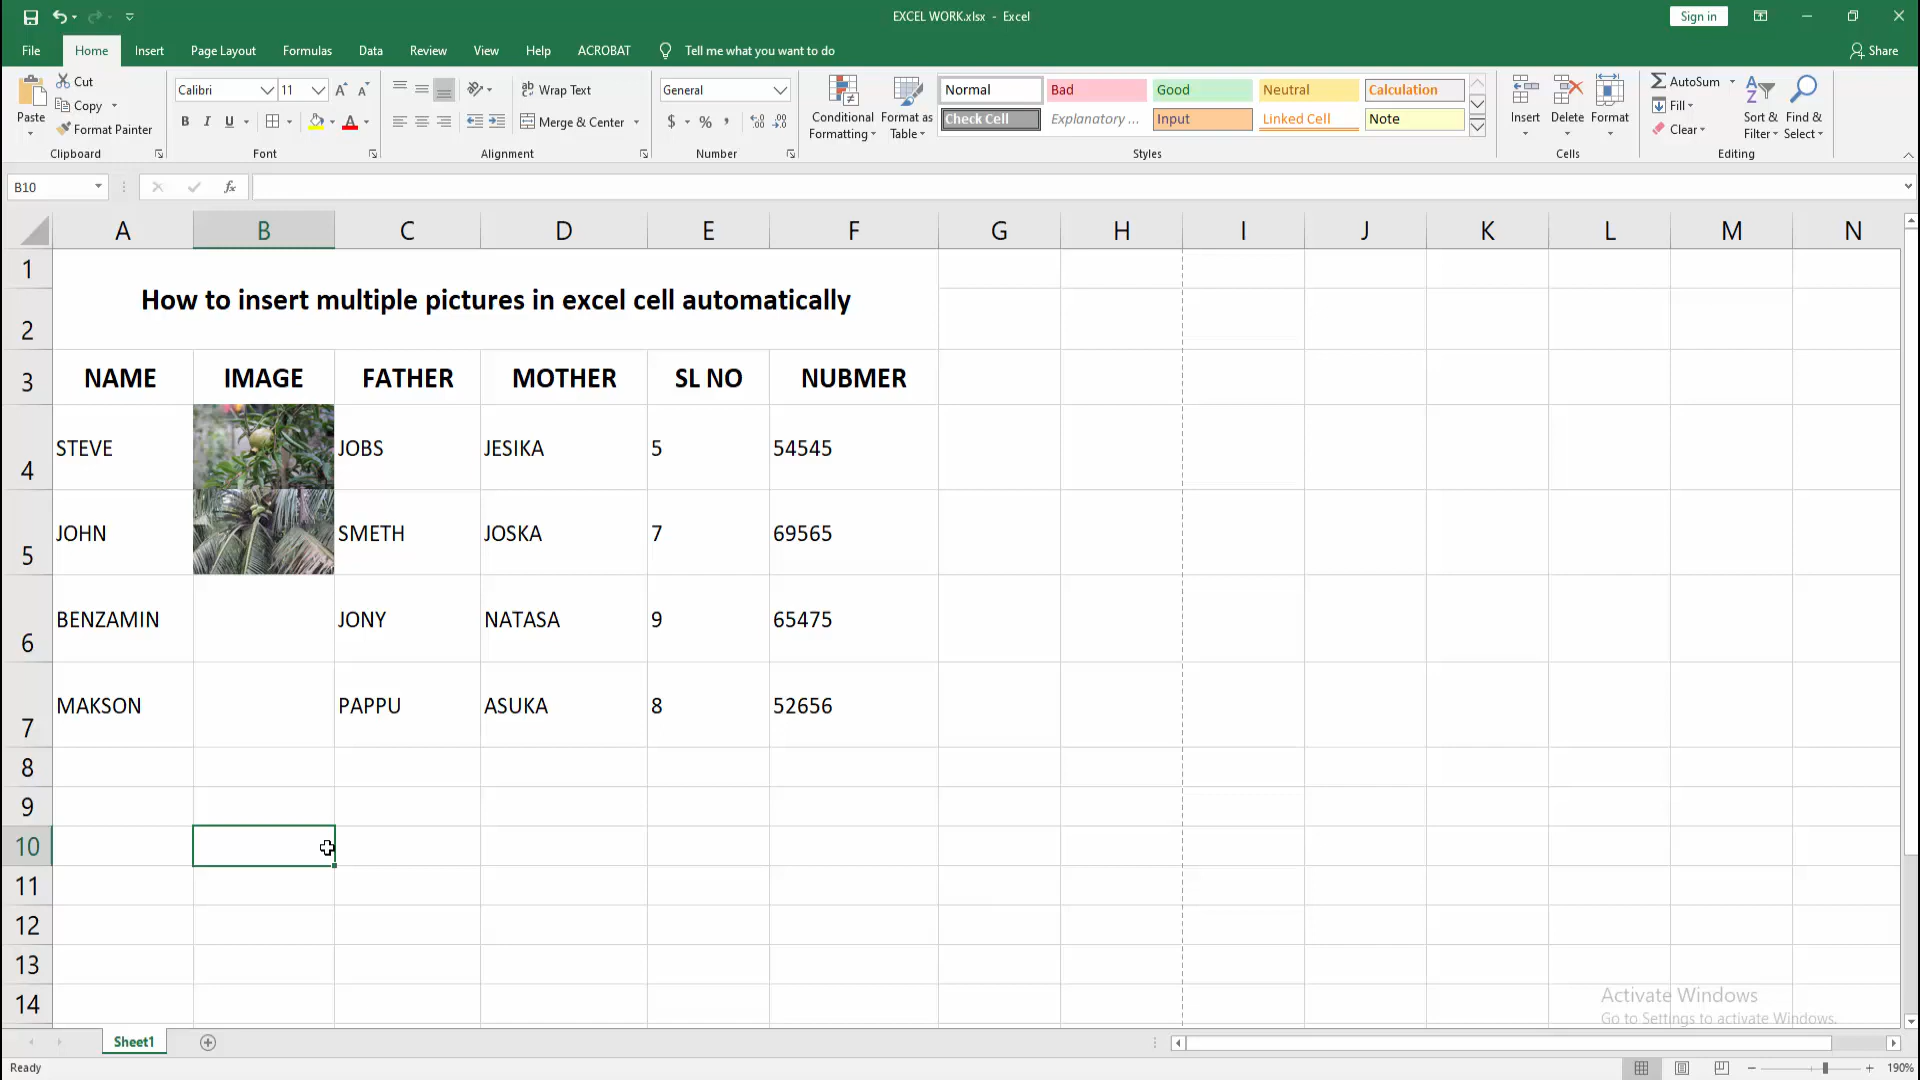 EXCEL WORK.xlsx - Excel
Sign in
File Home Insert Page Layout Formulas Data Review View Help ACROBAT Tell me what you want to do Share
Paste Cut Copy Format Painter Clipboard
Calibri 11 B I U A Font
ab Wrap Text Merge & Center Alignment
General $ % , Number
Conditional Formatting Format as Table
Normal Bad Good Neutral Calculation
Check Cell Explanatory ... Input Linked Cell Note
Styles
Insert Delete Format Cells
AutoSum Fill Clear Sort & Filter Find & Select Editing
B10 fx
A B C D E F G H I J K L M N
1
How to insert multiple pictures in excel cell automatically
2
3 NAME IMAGE FATHER MOTHER SL NO NUBMER
4 STEVE JOBS JESIKA 5 54545
5 JOHN SMETH JOSKA 7 69565
6 BENZAMIN JONY NATASA 9 65475
7 MAKSON PAPPU ASUKA 8 52656
8
9
10
11
12
13
14
Activate Windows
Go to Settings to activate Windows.
Sheet1
Ready 190%